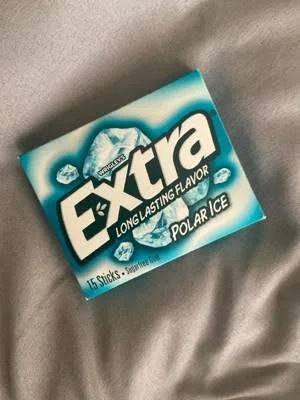 WRIGLEY'S
Extra
LONG LASTING FLAVOR
POLAR ICE
15 Sticks • Sugarfree Gum